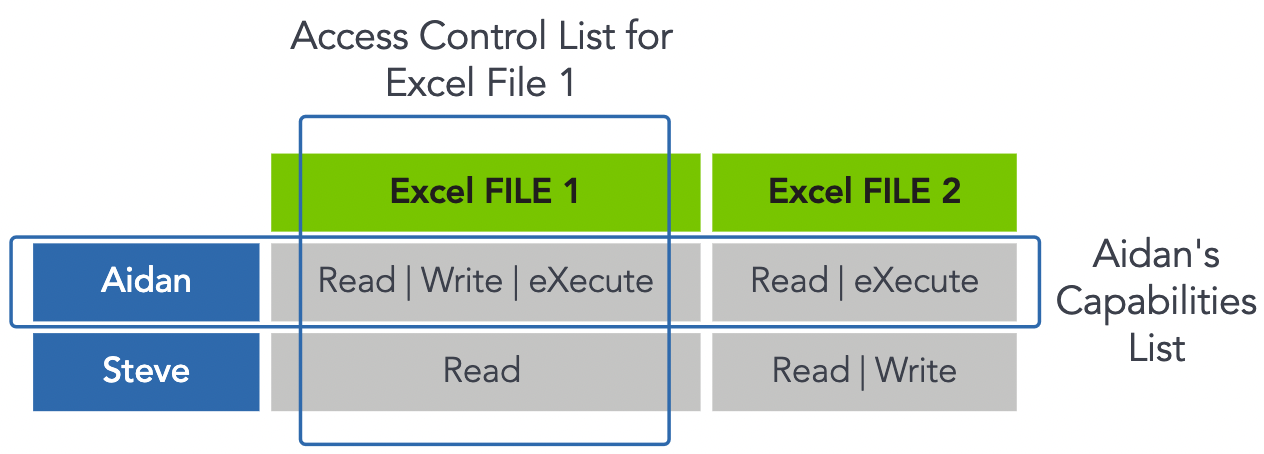 Access Control List for
Excel File 1
Excel FILE 1
Excel FILE 2
Aidan
Read | Write | eXecute
Read | eXecute
Aidan's
Capabilities
List
Steve
Read
Read | Write